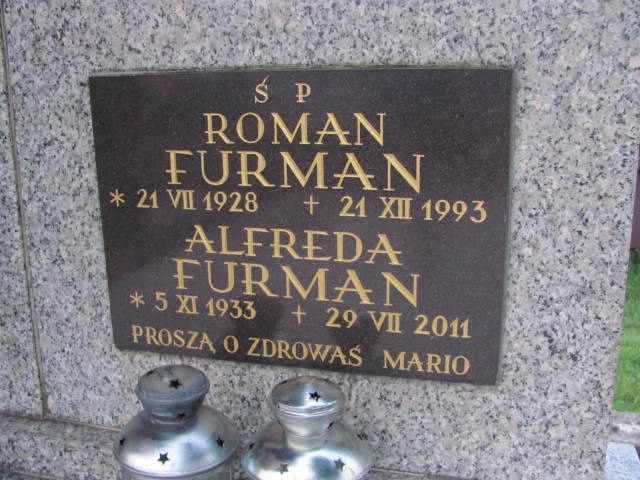 Ś P
ROMAN
FURMAN
* 21 VII 1928 + 21 XII 1993
ALFREDA
FURMAN
* 5 XI 1933 + 29 VII 2011
PROSZĄ O ZDROWAŚ MARIO